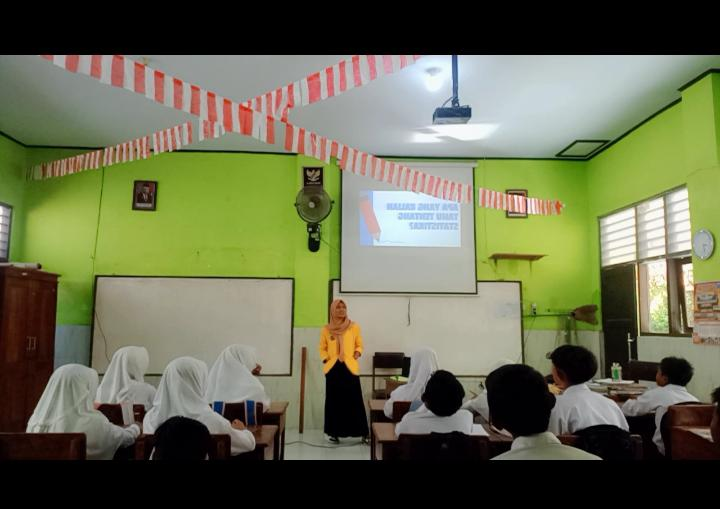 APA YANG KALIAN
TAHU TENTANG
STATISTIKA?